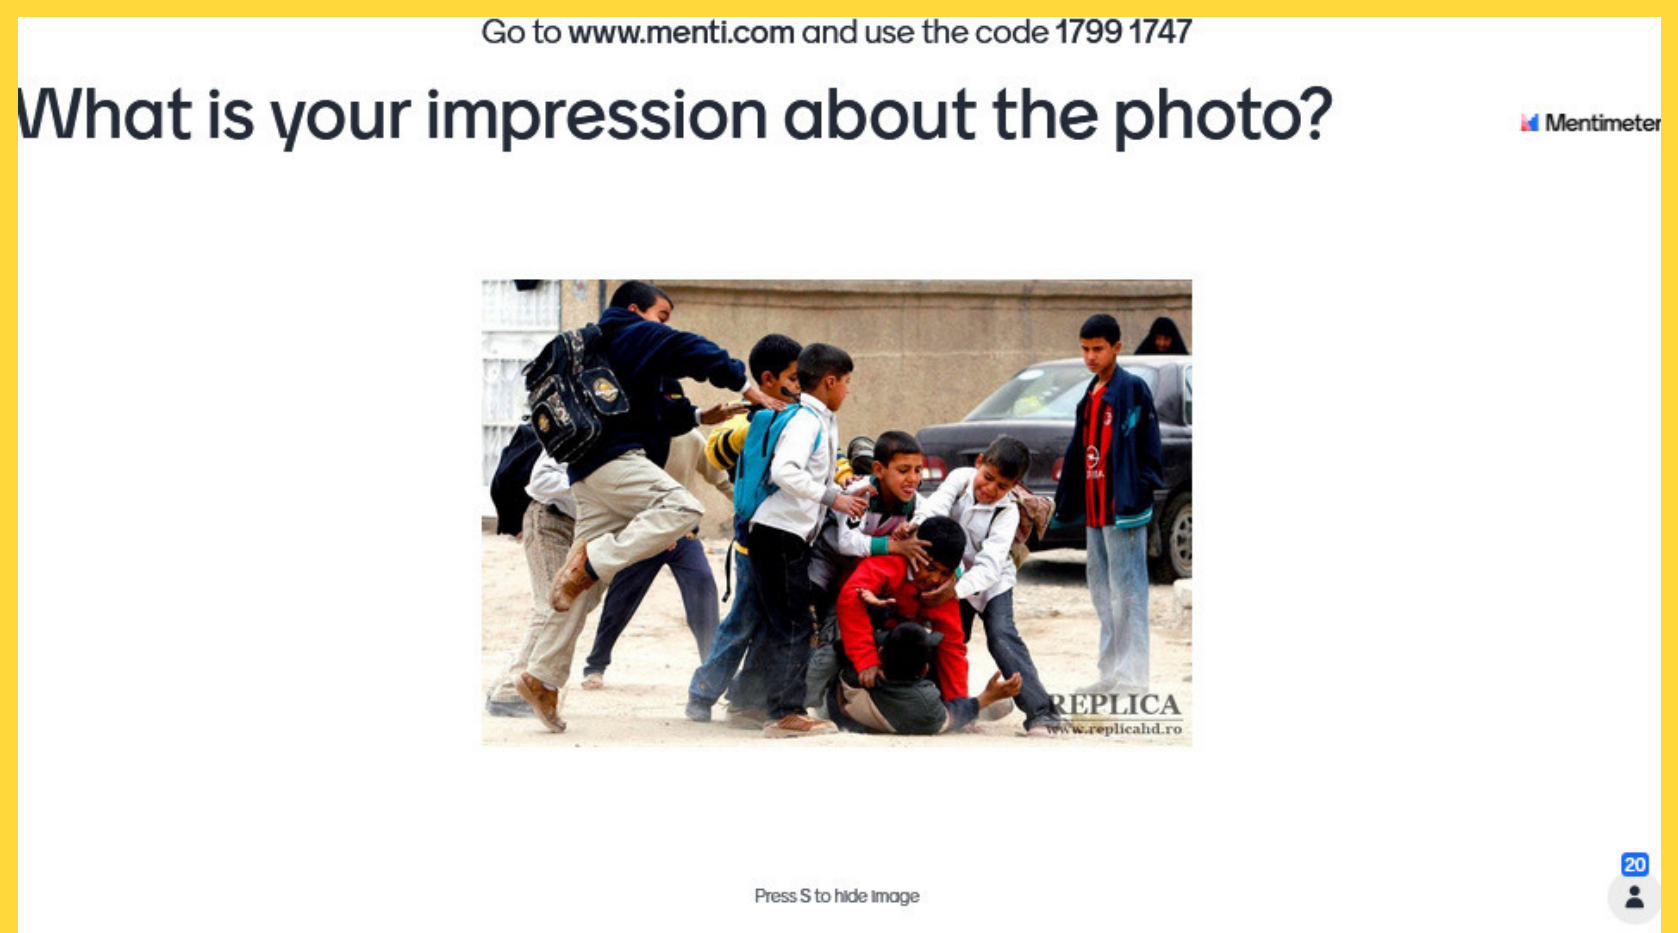 Go to www.menti.com and use the code 1799 1747
What is your impression about the photo?
Mentimeter
REPLICA
www.replicahd.ro
20
Press S to hide image